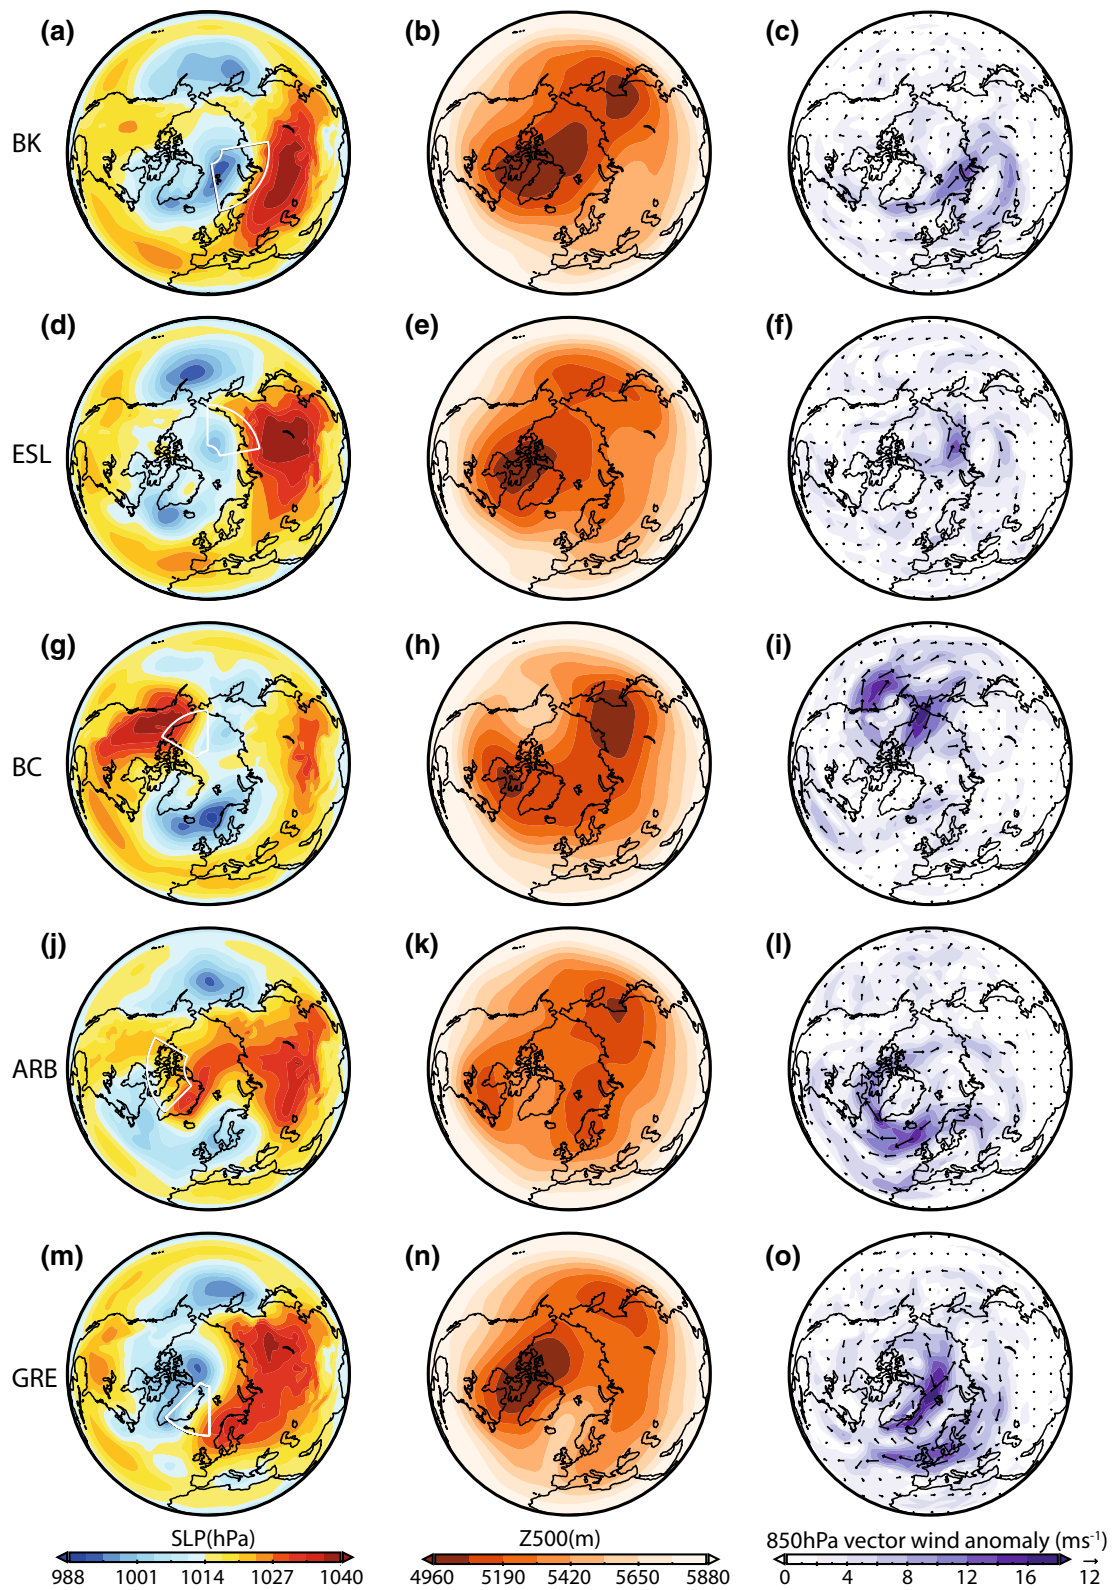 (a) (b) (c)
BK
(d) (e) (f)
ESL
(g) (h) (i)
BC
(j) (k) (l)
ARB
(m) (n) (o)
GRE
SLP(hPa) Z500(m) 850hPa vector wind anomaly (ms⁻¹)
988 1001 1014 1027 1040 4960 5190 5420 5650 5880 0 4 8 12 16 12